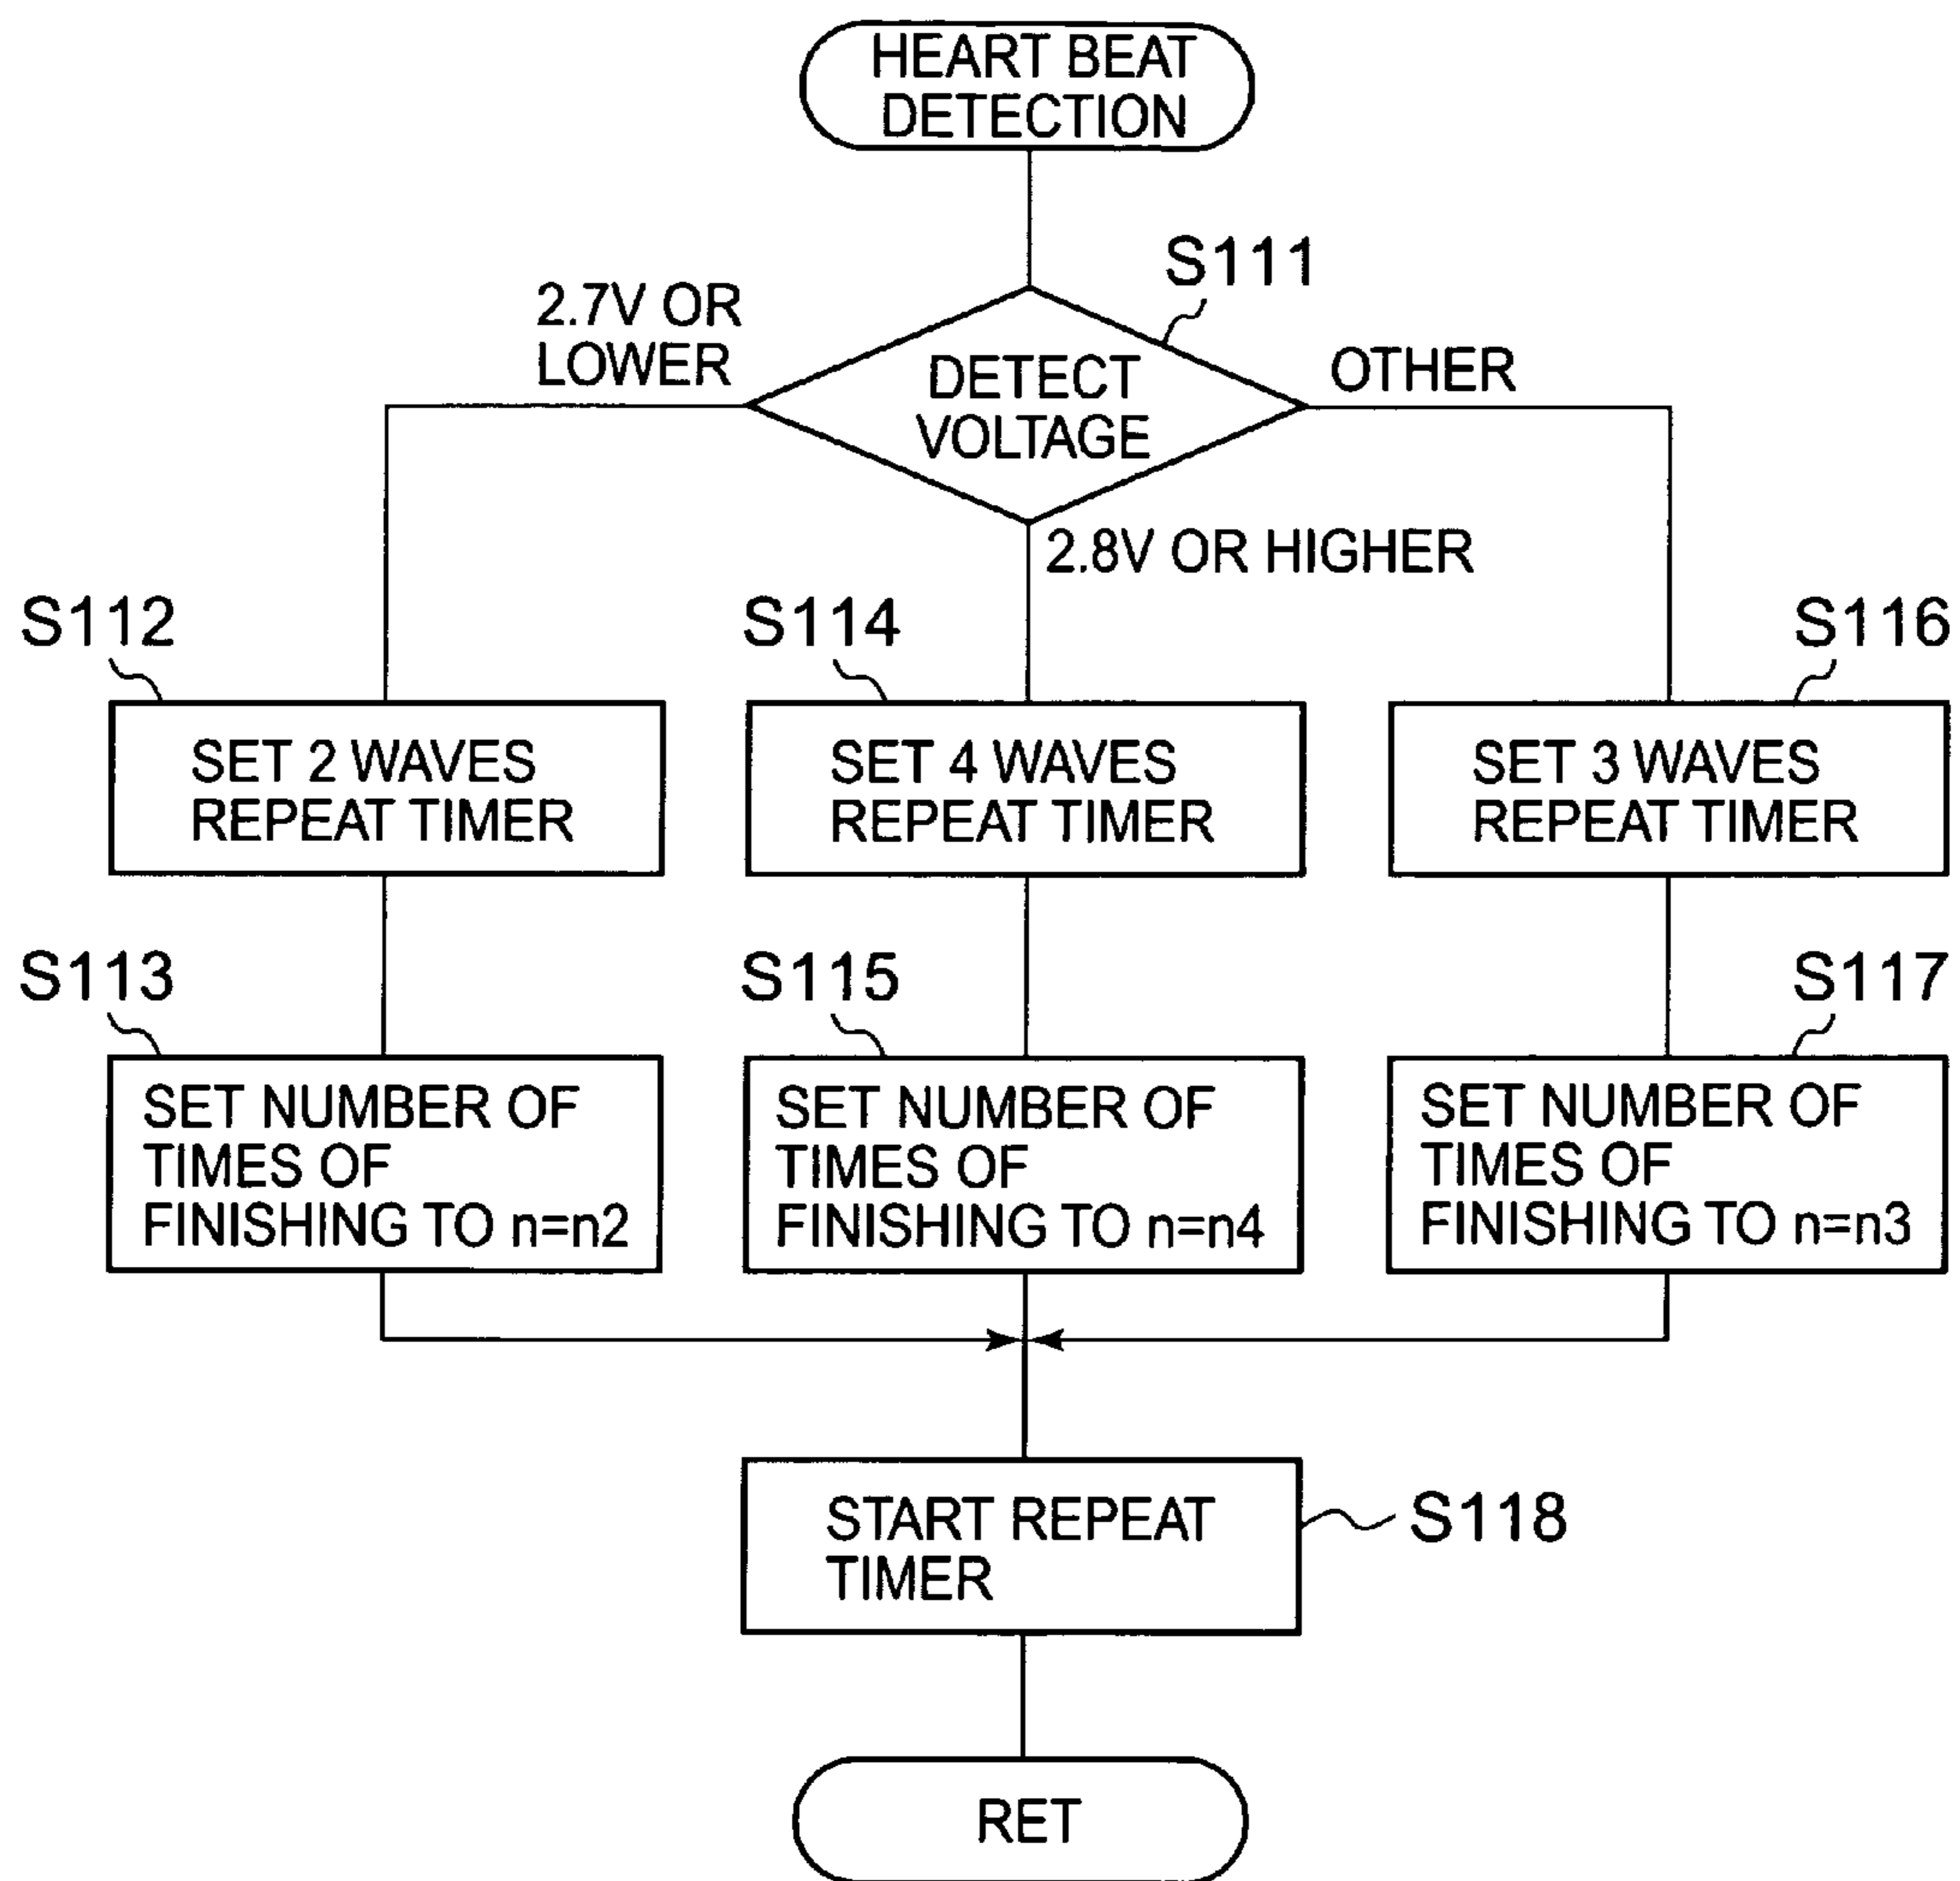 HEART BEAT
DETECTION
S111
2.7V OR
LOWER
DETECT
VOLTAGE
OTHER
2.8V OR HIGHER
S112
S114
S116
SET 2 WAVES
REPEAT TIMER
SET 4 WAVES
REPEAT TIMER
SET 3 WAVES
REPEAT TIMER
S113
S115
S117
SET NUMBER OF
TIMES OF
FINISHING TO n=n2
SET NUMBER OF
TIMES OF
FINISHING TO n=n4
SET NUMBER OF
TIMES OF
FINISHING TO n=n3
START REPEAT
TIMER
S118
RET